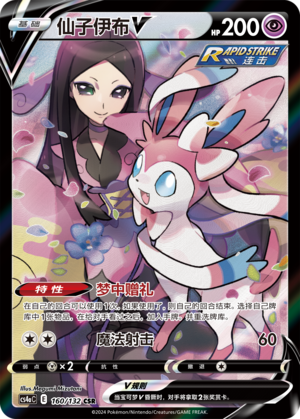 基础 仙子伊布V HP200
RAPID STRIKE
连击
特性 梦中赠礼
在自己的回合可以使用1次。如果使用了，则自己的回合结束。选择自己牌库中1张物品，在给对手看过之后，加入手牌。并重洗牌库。
魔法射击 60
弱点 ×2 抵抗 撤退
Illus. Megumi Mizutani
V规则
cs4aC E 160/132 CSR
当宝可梦V昏厥时，对手将拿取2张奖赏卡。
©2024 Pokémon/Nintendo/Creatures/GAME FREAK.